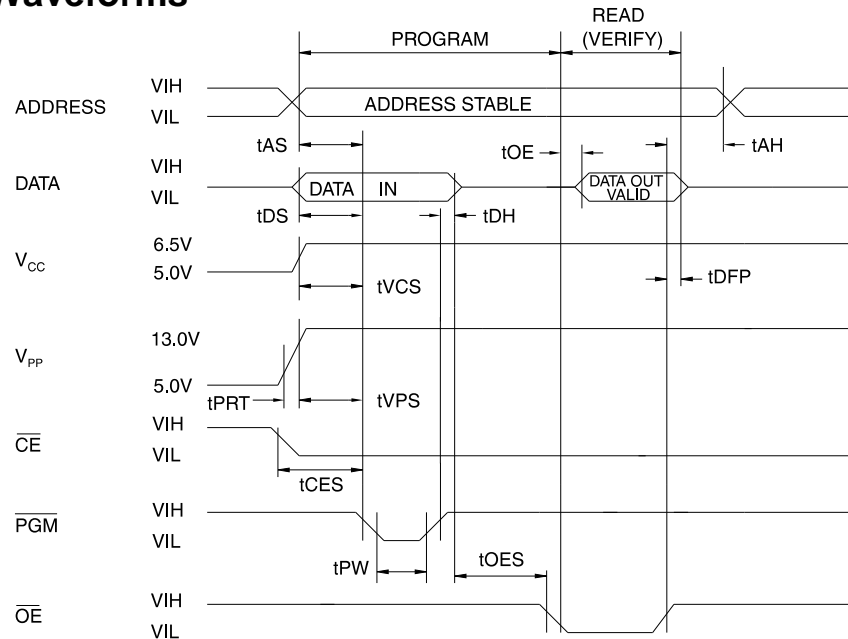 Waveforms
READ
PROGRAM (VERIFY)
ADDRESS VIH VIL ADDRESS STABLE
tAS tOE tAH
DATA VIH VIL DATA IN DATA OUT VALID
tDS tDH
VCC 6.5V 5.0V
tVCS tDFP
VPP 13.0V 5.0V
tPRT tVPS
CE VIH VIL
tCES
PGM VIH VIL
tPW tOES
OE VIH VIL